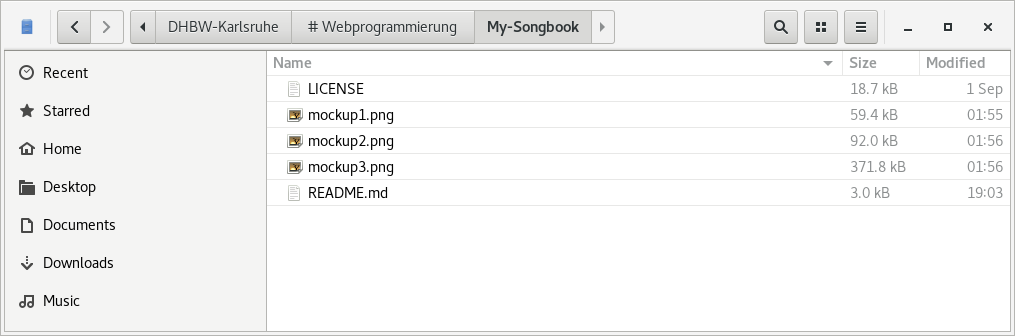 DHBW-Karlsruhe # Webprogrammierung My-Songbook
Recent
Starred
Home
Desktop
Documents
Downloads
Music
Name Size Modified
LICENSE 18.7 kB 1 Sep
mockup1.png 59.4 kB 01:55
mockup2.png 92.0 kB 01:56
mockup3.png 371.8 kB 01:56
README.md 3.0 kB 19:03